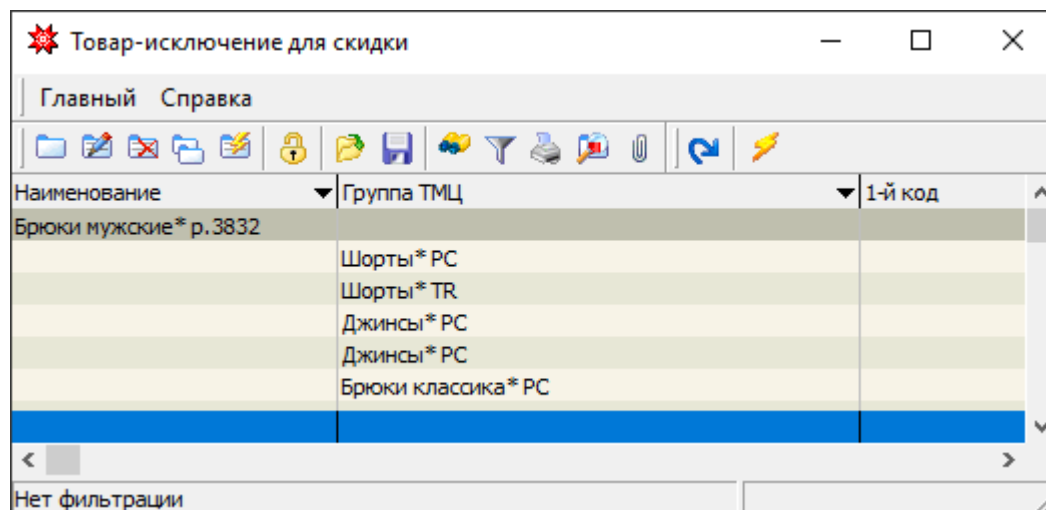 Товар-исключение для скидки
Главный Справка
Наименование Группа ТМЦ 1-й код
Брюки мужские* р.3832
Шорты* РС
Шорты* TR
Джинсы* РС
Джинсы* РС
Брюки классика* РС
Нет фильтрации